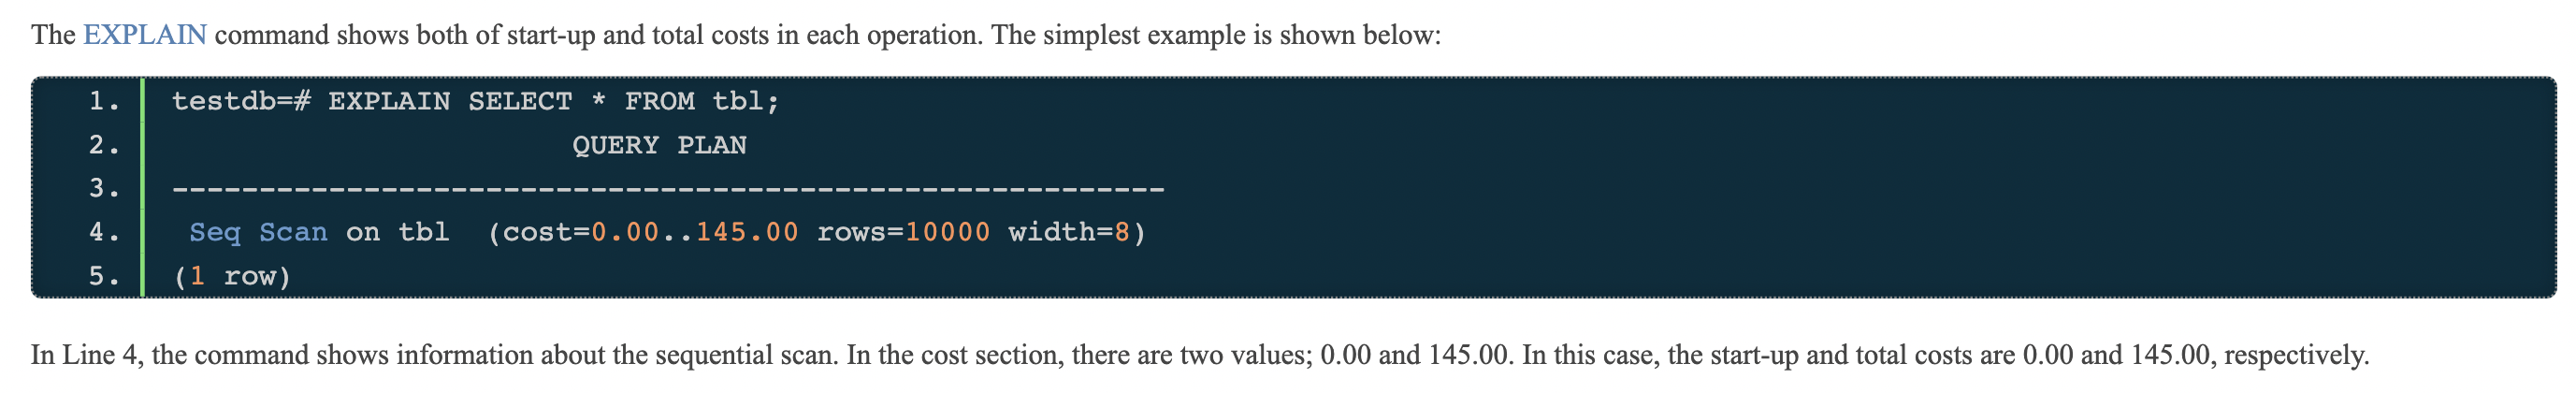 The EXPLAIN command shows both of start-up and total costs in each operation. The simplest example is shown below:
1. testdb=# EXPLAIN SELECT * FROM tbl;
2. QUERY PLAN
3. ---------------------------------------------------------
4. Seq Scan on tbl  (cost=0.00..145.00 rows=10000 width=8)
5. (1 row)
In Line 4, the command shows information about the sequential scan. In the cost section, there are two values; 0.00 and 145.00. In this case, the start-up and total costs are 0.00 and 145.00, respectively.